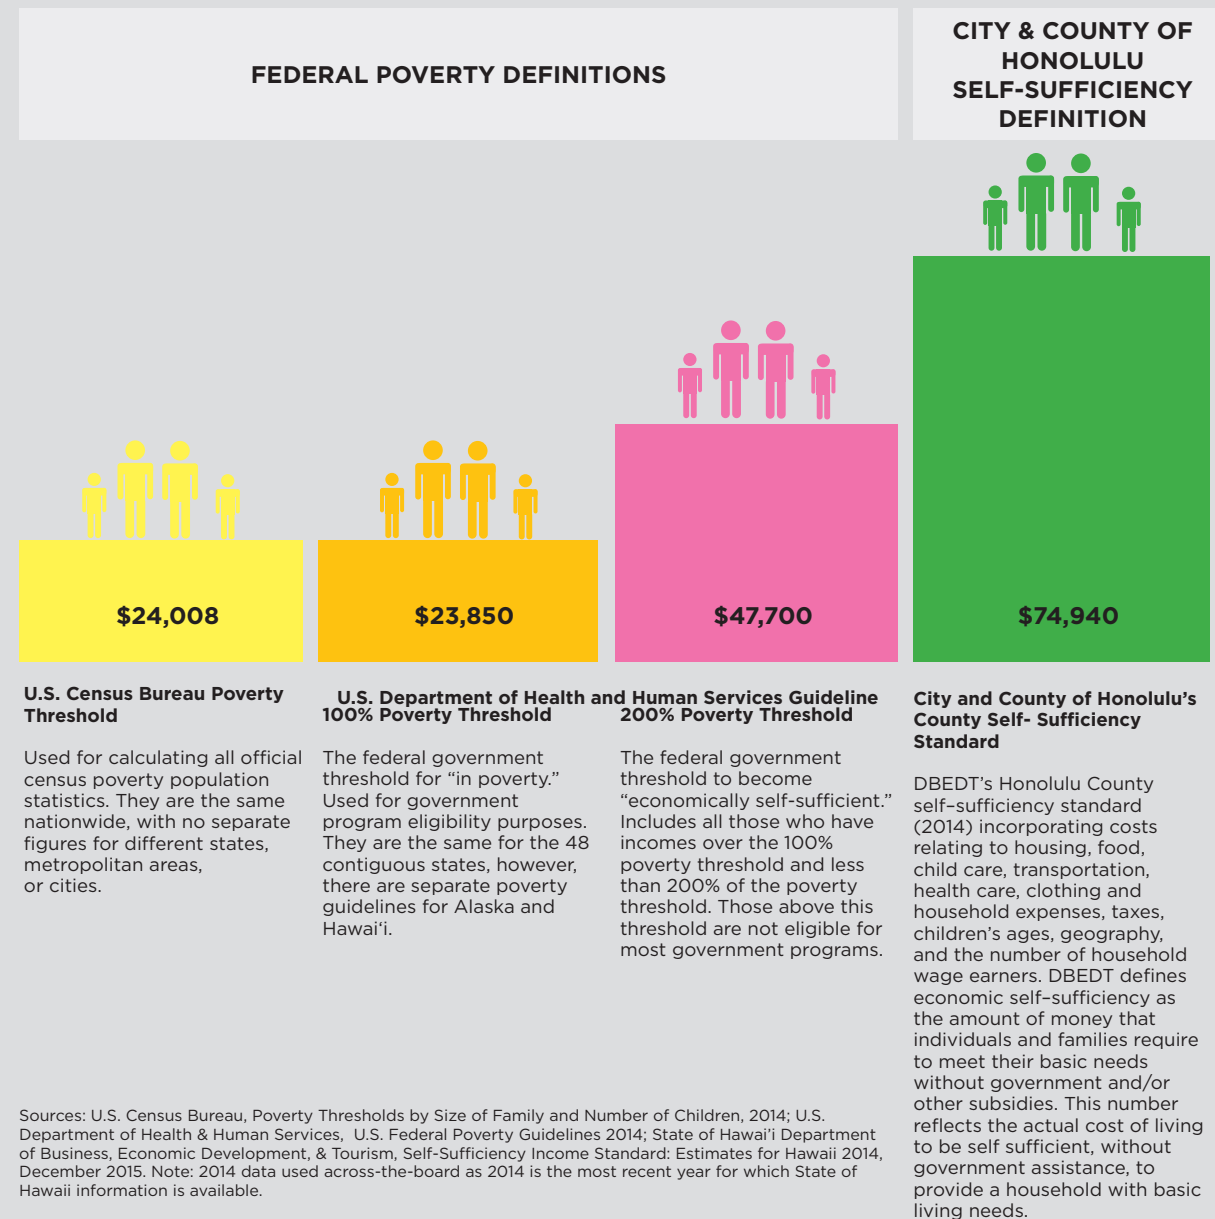 FEDERAL POVERTY DEFINITIONS
CITY & COUNTY OF
HONOLULU
SELF-SUFFICIENCY
DEFINITION
$24,008
$23,850
$47,700
$74,940
U.S. Census Bureau Poverty
Threshold
Used for calculating all official
census poverty population
statistics. They are the same
nationwide, with no separate
figures for different states,
metropolitan areas,
or cities.
U.S. Department of Health and Human Services Guideline
100% Poverty Threshold
The federal government
threshold for “in poverty.”
Used for government
program eligibility purposes.
They are the same for the 48
contiguous states, however,
there are separate poverty
guidelines for Alaska and
Hawai‘i.
200% Poverty Threshold
The federal government
threshold to become
“economically self-sufficient.”
Includes all those who have
incomes over the 100%
poverty threshold and less
than 200% of the poverty
threshold. Those above this
threshold are not eligible for
most government programs.
City and County of Honolulu’s
County Self- Sufficiency
Standard
DBEDT’s Honolulu County
self–sufficiency standard
(2014) incorporating costs
relating to housing, food,
child care, transportation,
health care, clothing and
household expenses, taxes,
children’s ages, geography,
and the number of household
wage earners. DBEDT defines
economic self–sufficiency as
the amount of money that
individuals and families require
to meet their basic needs
without government and/or
other subsidies. This number
reflects the actual cost of living
to be self sufficient, without
government assistance, to
provide a household with basic
living needs.
Sources: U.S. Census Bureau, Poverty Thresholds by Size of Family and Number of Children, 2014; U.S.
Department of Health & Human Services, U.S. Federal Poverty Guidelines 2014; State of Hawai’i Department
of Business, Economic Development, & Tourism, Self-Sufficiency Income Standard: Estimates for Hawaii 2014,
December 2015. Note: 2014 data used across-the-board as 2014 is the most recent year for which State of
Hawaii information is available.